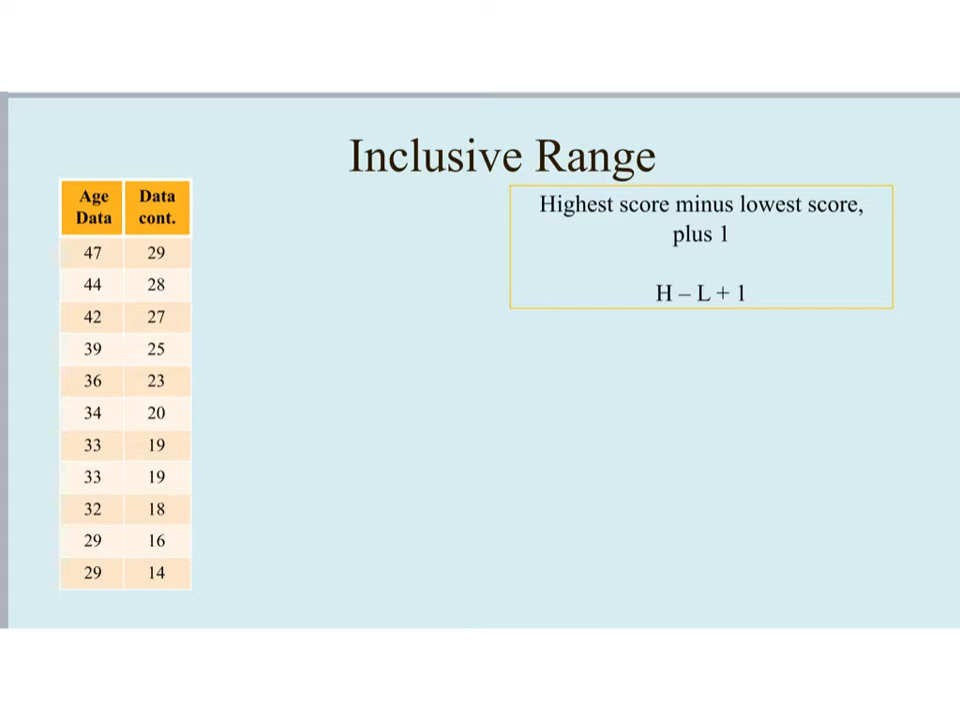 Inclusive Range
Age Data
Data cont.
47 29
44 28
42 27
39 25
36 23
34 20
33 19
33 19
32 18
29 16
29 14
Highest score minus lowest score,
plus 1
H – L + 1